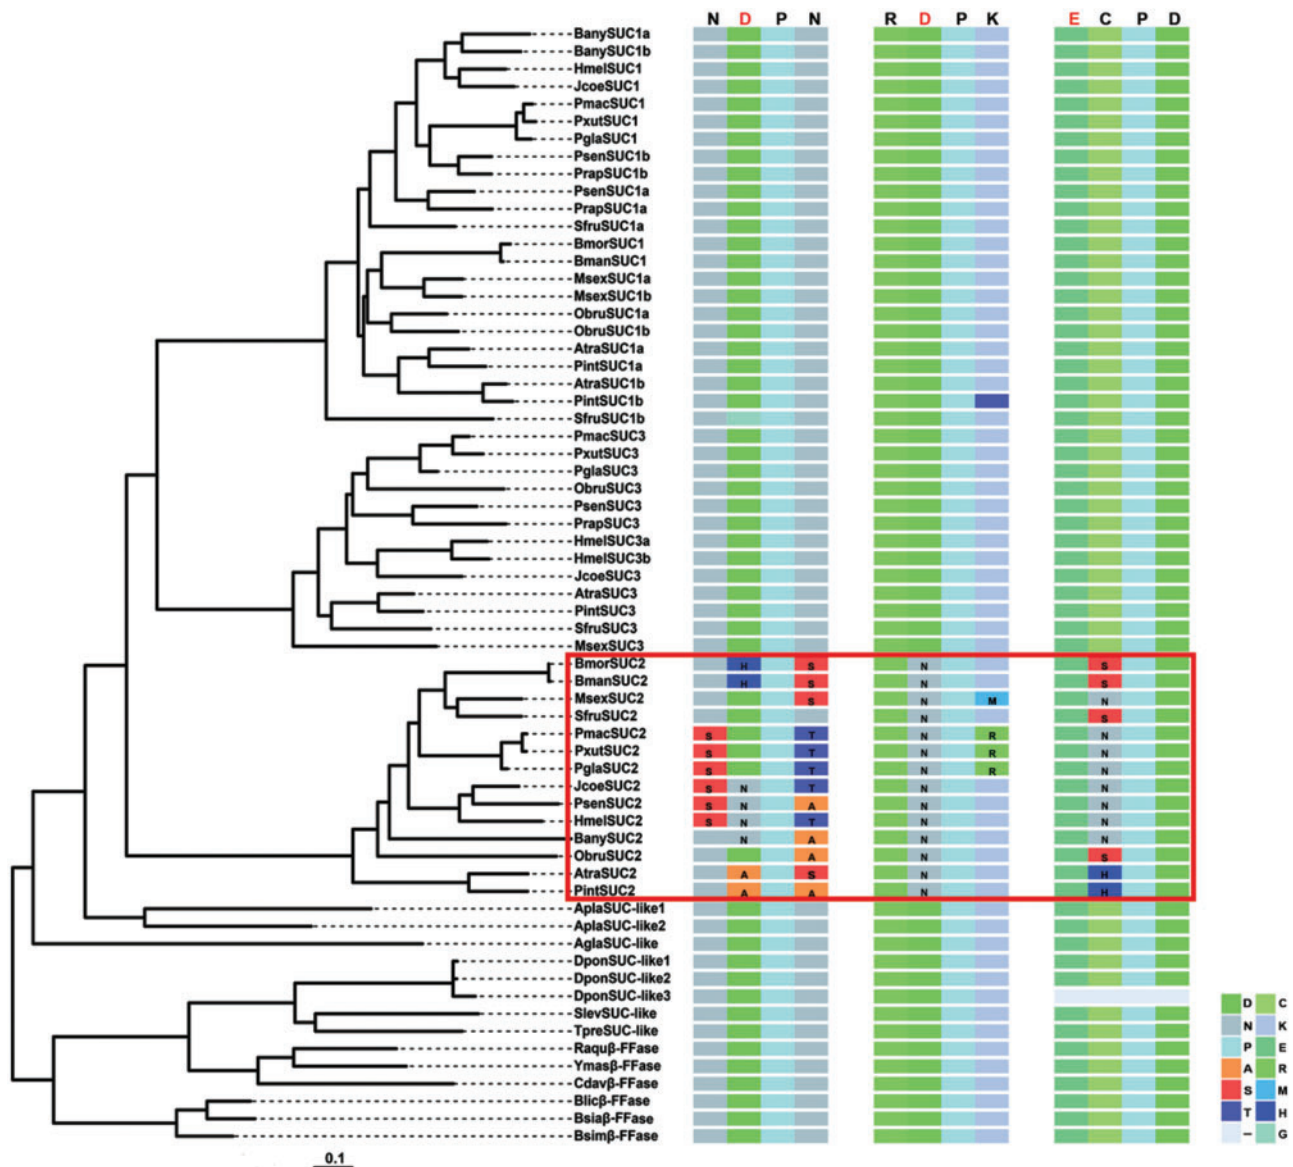 N D P N R D P K E C P D
BanySUC1a
BanySUC1b
HmelSUC1
JcoeSUC1
PmacSUC1
PxutSUC1
PglaSUC1
PsenSUC1b
PrapSUC1b
PsenSUC1a
PrapSUC1a
SfruSUC1a
BmorSUC1
BmanSUC1
MsexSUC1a
MsexSUC1b
ObruSUC1a
ObruSUC1b
AtraSUC1a
PintSUC1a
AtraSUC1b
PintSUC1b
SfruSUC1b
PmacSUC3
PxutSUC3
PglaSUC3
ObruSUC3
PsenSUC3
PrapSUC3
HmelSUC3a
HmelSUC3b
JcoeSUC3
AtraSUC3
PintSUC3
SfruSUC3
MsexSUC3
BmorSUC2 H S N S
BmanSUC2 H S N S
MsexSUC2 S N M N
SfruSUC2 N S
PmacSUC2 S T N R N
PxutSUC2 S T N R N
PglaSUC2 S T N R N
JcoeSUC2 S N T N N
PsenSUC2 S N A N N
HmelSUC2 S N T N N
BanySUC2 N A N N
ObruSUC2 A N S
AtraSUC2 A S N H
PintSUC2 A A N H
AplaSUC-like1
AplaSUC-like2
AglaSUC-like
DponSUC-like1
DponSUC-like2
DponSUC-like3
SlevSUC-like
TpreSUC-like
Raquβ-FFase
Ymasβ-FFase
Cdavβ-FFase
Blicβ-FFase
Bsiaβ-FFase
Bsimβ-FFase
D C
N K
P E
A R
S M
T H
– G
0.1